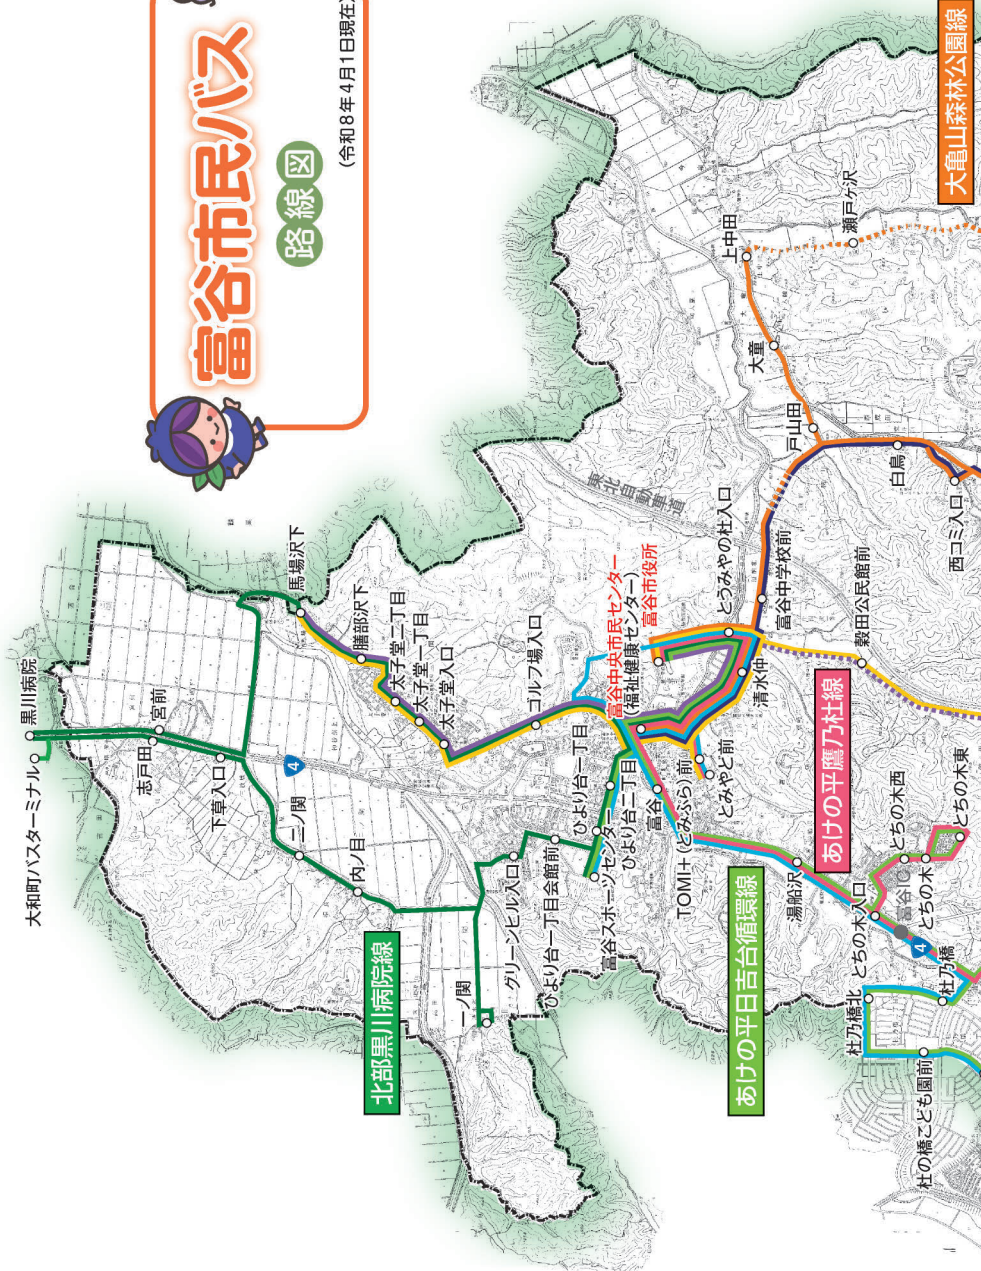 富谷市民バス
路線図
(令和8年4月1日現在)
大和町バスターミナル
黒川病院
志戸田
宮前
下草入口
4
二ノ関
内ノ目
一ノ関
グリーンヒル入口
ひより台一丁目会館前
ひより台一丁目
ひより台二丁目
富谷スポーツセンター
北部黒川病院線
馬場沢下
膳部沢下
太子堂二丁目
太子堂一丁目
太子堂入口
ゴルフ場入口
富谷中央市民センター
(福祉健康センター)
富谷市役所
とうみやの杜入口
富谷中学校前
清水仲
東北自動車道
TOMI+(とみぷら)前
とみやど前
富谷
湯船沢
あけの平日吉台循環線
あけの平鷹乃杜線
穀田公民館前
とちの木入口
富谷IC
4
とちの木西
とちの木
とちの木東
杜乃橋北
杜乃橋
杜の橋こども園前
上中田
瀬戸ヶ沢
大童
戸山田
白鳥
西コミ入口
大亀山森林公園線